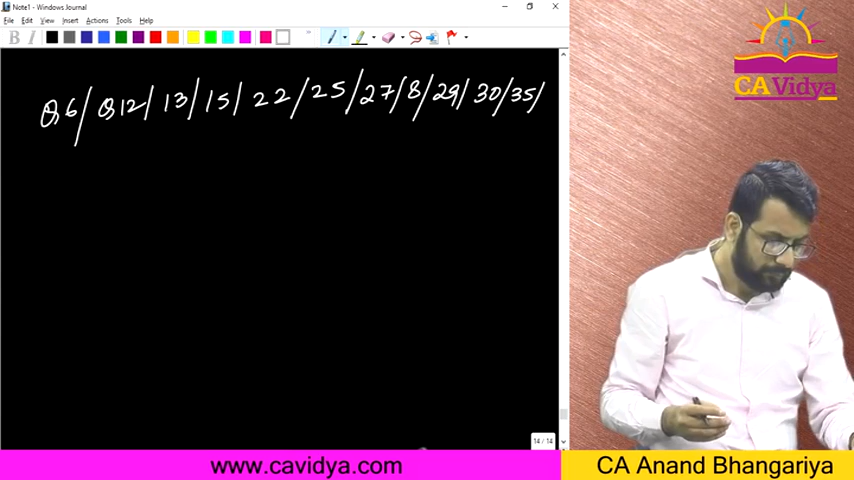 Note1 - Windows Journal
File Edit View Insert Actions Tools Help
B I
Q6/ Q12/ 13/ 15/ 22/ 25/ 27/ 8/ 29/ 30/ 35/
CA Vidya
14 / 14
www.cavidya.com
CA Anand Bhangariya